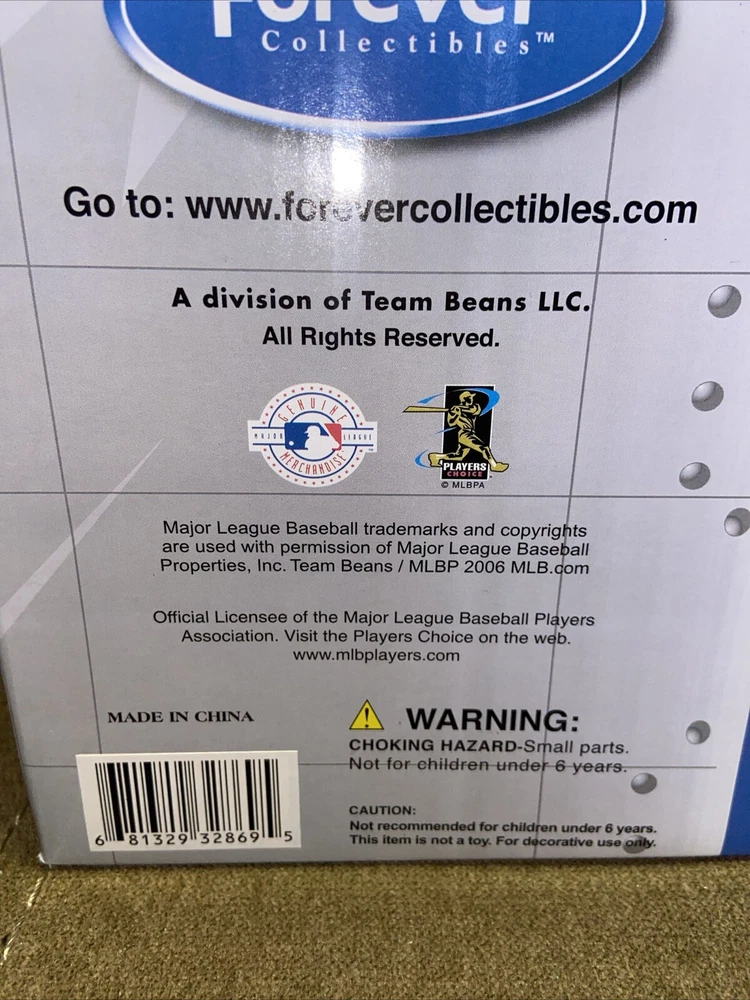 Forever
Collectibles™
Go to: www.forevercollectibles.com
A division of Team Beans LLC.
All Rights Reserved.
GENUINE
MAJOR LEAGUE
MERCHANDISE
PLAYERS
CHOICE
© MLBPA
Major League Baseball trademarks and copyrights
are used with permission of Major League Baseball
Properties, Inc. Team Beans / MLBP 2006 MLB.com
Official Licensee of the Major League Baseball Players
Association. Visit the Players Choice on the web.
www.mlbplayers.com
MADE IN CHINA
WARNING:
CHOKING HAZARD-Small parts.
Not for children under 6 years.
CAUTION:
Not recommended for children under 6 years.
This item is not a toy. For decorative use only.
6 81329 32869 5